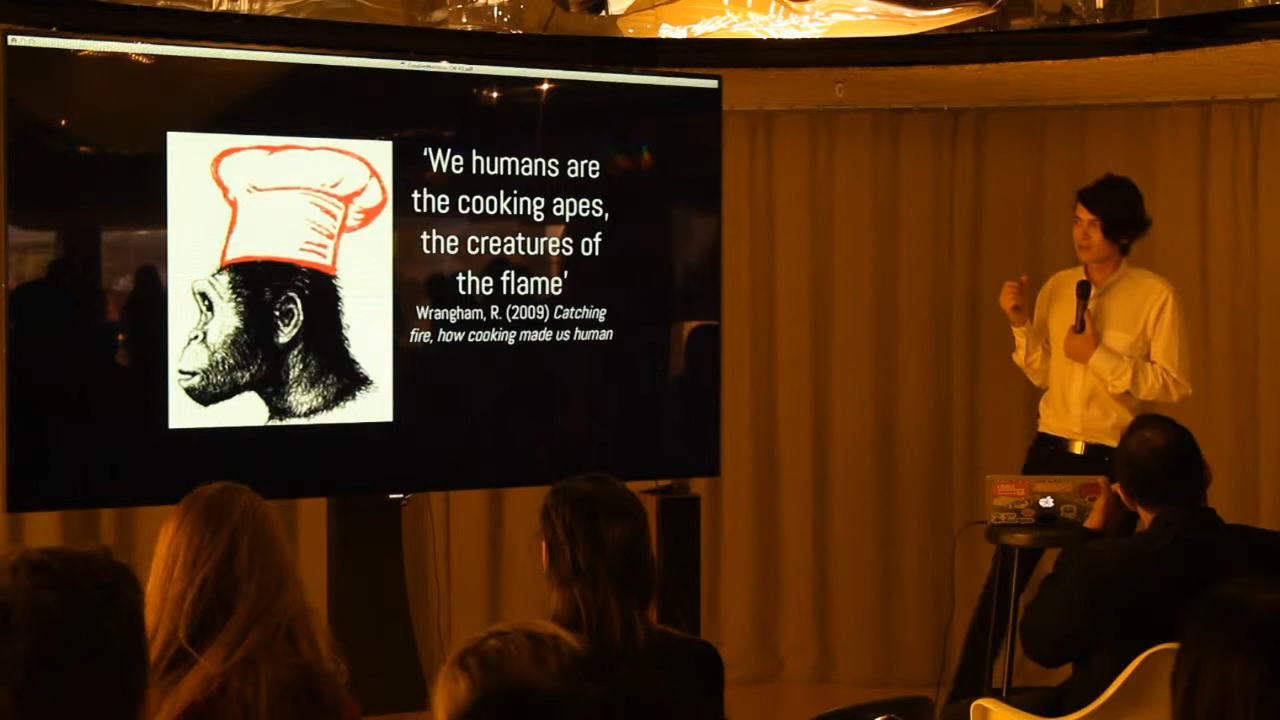 ‘We humans are
the cooking apes,
the creatures of
the flame’
Wrangham, R. (2009) Catching
fire, how cooking made us human